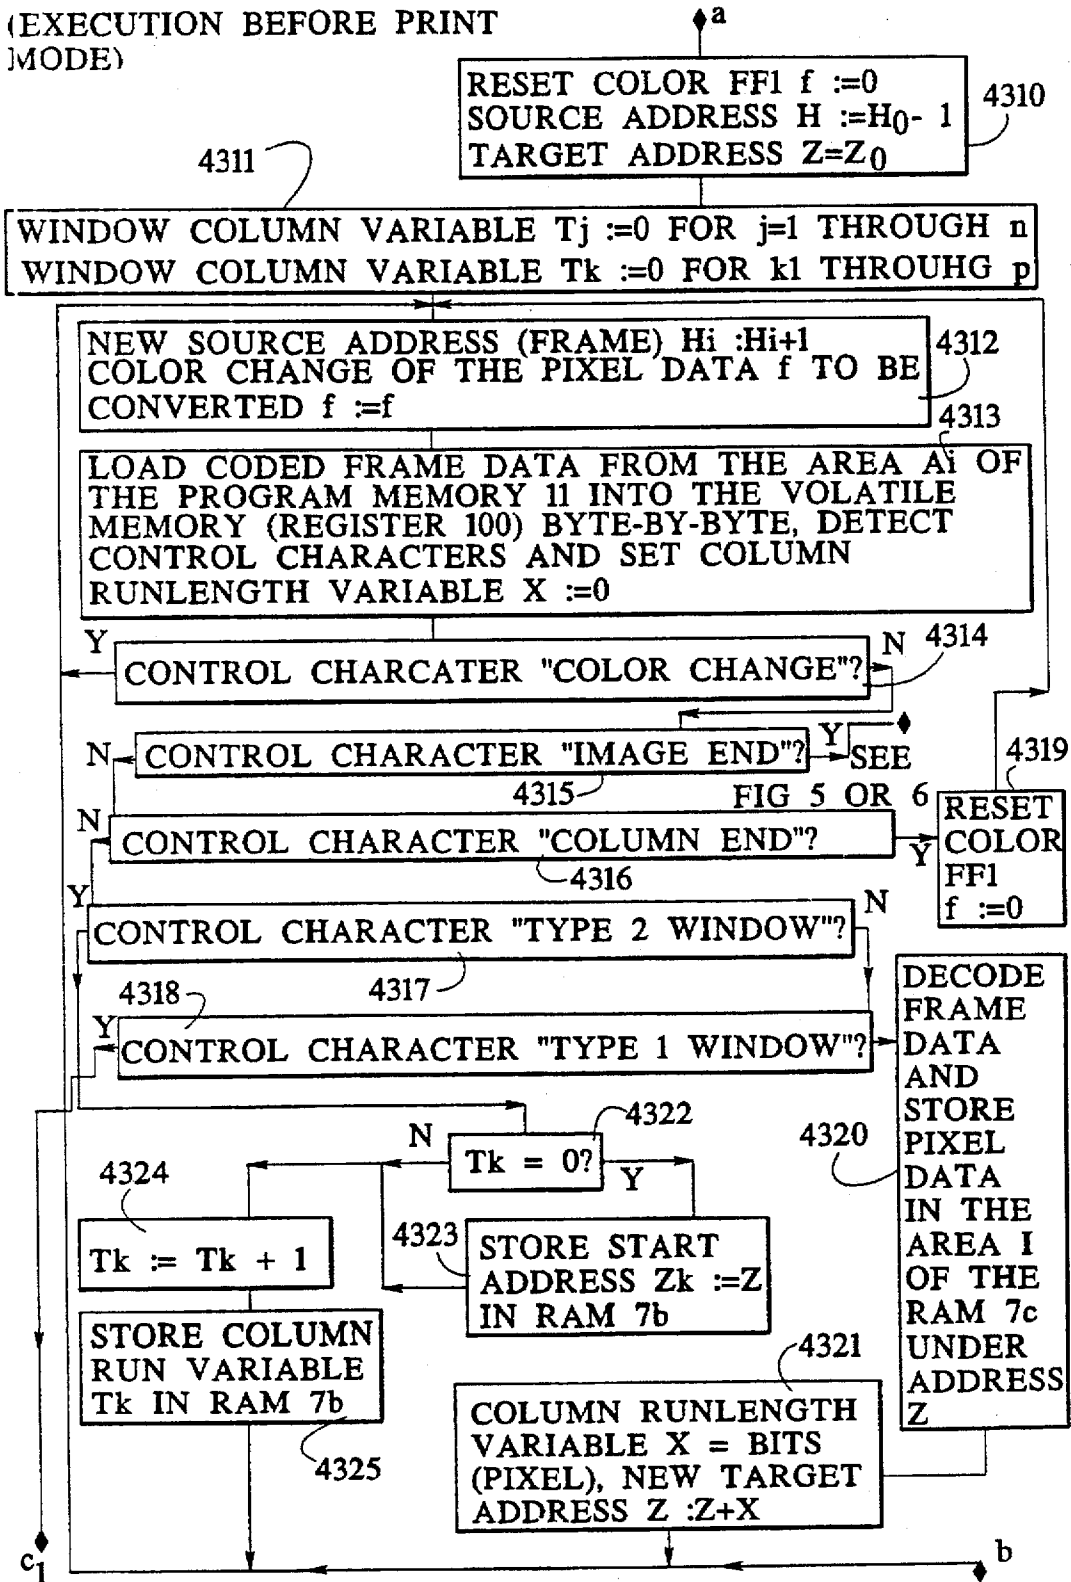 (EXECUTION BEFORE PRINT
MODE)
a
RESET COLOR FF1 f :=0
SOURCE ADDRESS H :=H0- 1
TARGET ADDRESS Z=Z0
4310
4311
WINDOW COLUMN VARIABLE Tj :=0 FOR j=1 THROUGH n
WINDOW COLUMN VARIABLE Tk :=0 FOR k1 THROUHG p
NEW SOURCE ADDRESS (FRAME) Hi :Hi+1
COLOR CHANGE OF THE PIXEL DATA f TO BE
CONVERTED f :=f
4312
4313
LOAD CODED FRAME DATA FROM THE AREA Ai OF
THE PROGRAM MEMORY 11 INTO THE VOLATILE
MEMORY (REGISTER 100) BYTE-BY-BYTE, DETECT
CONTROL CHARACTERS AND SET COLUMN
RUNLENGTH VARIABLE X :=0
Y
CONTROL CHARCATER "COLOR CHANGE"?
N
4314
N
CONTROL CHARACTER "IMAGE END"?
Y
SEE
FIG 5 OR 6
4315
4319
N
CONTROL CHARACTER "COLUMN END"?
Y
4316
RESET
COLOR
FF1
f :=0
Y
CONTROL CHARACTER "TYPE 2 WINDOW"?
N
4317
4318
Y
CONTROL CHARACTER "TYPE 1 WINDOW"?
DECODE
FRAME
DATA
AND
STORE
PIXEL
DATA
IN THE
AREA I
OF THE
RAM 7c
UNDER
ADDRESS
Z
4320
N
Tk = 0?
Y
4322
4324
Tk := Tk + 1
4323
STORE START
ADDRESS Zk :=Z
IN RAM 7b
STORE COLUMN
RUN VARIABLE
Tk IN RAM 7b
4325
4321
COLUMN RUNLENGTH
VARIABLE X = BITS
(PIXEL), NEW TARGET
ADDRESS Z :Z+X
c1
b